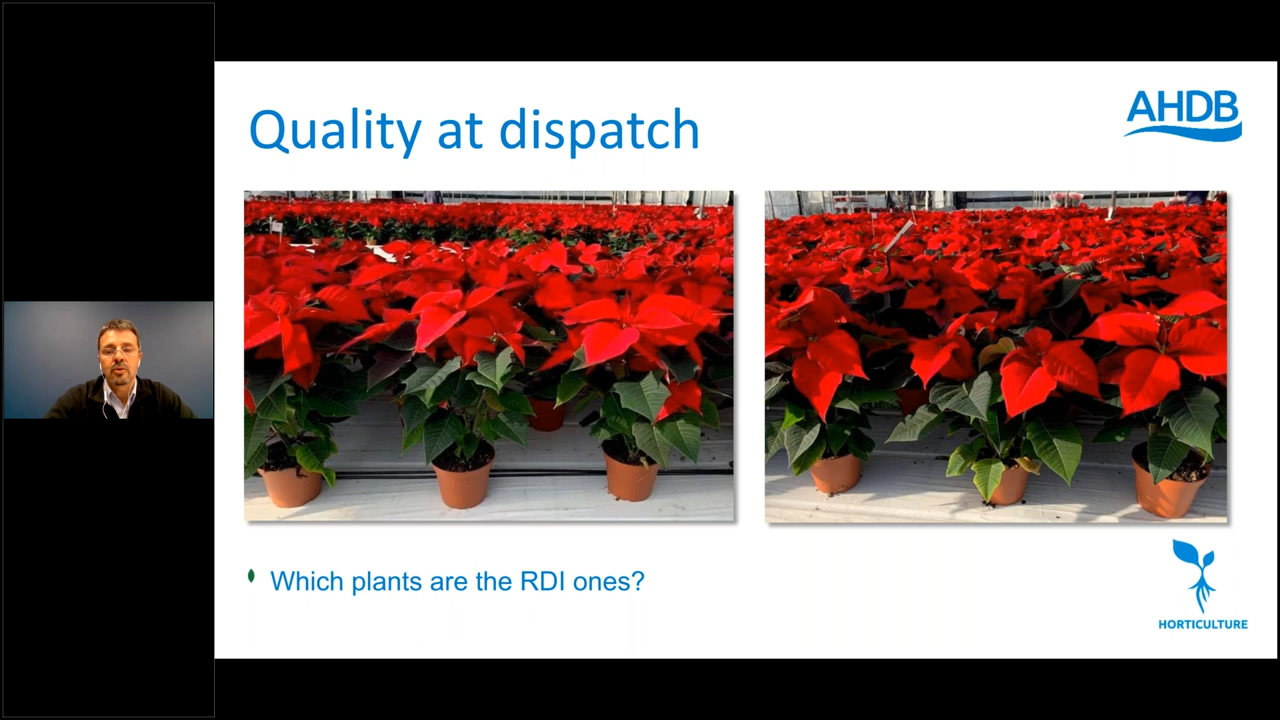 Quality at dispatch
AHDB
Which plants are the RDI ones?
HORTICULTURE